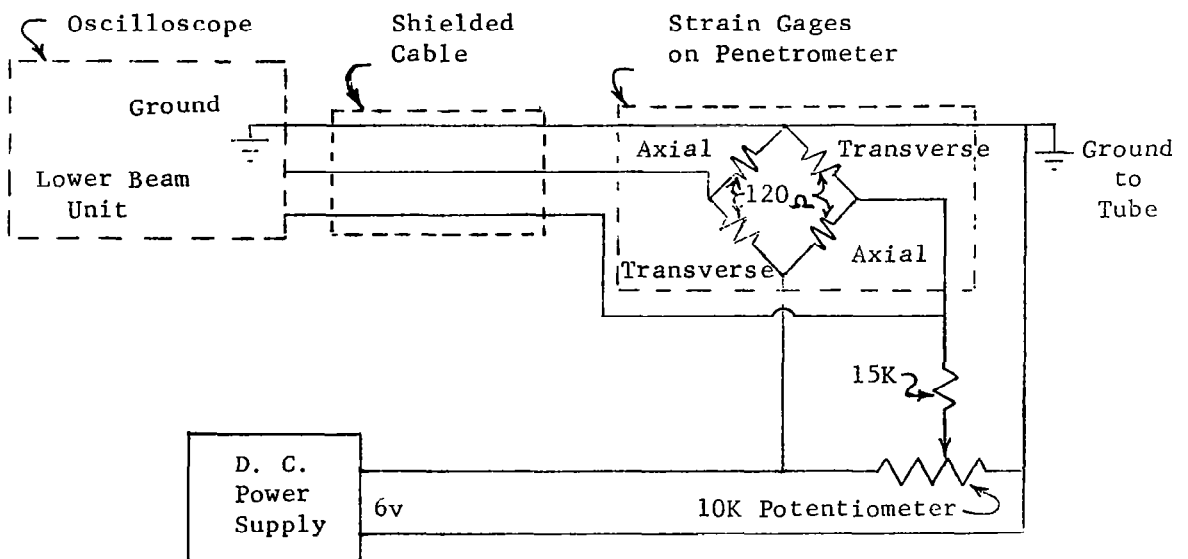 Oscilloscope
Shielded
Cable
Strain Gages
on Penetrometer
Ground
Lower Beam
Unit
Axial
Transverse
120Ω
Transverse
Axial
Ground
to
Tube
15K
D. C.
Power
Supply
6v
10K Potentiometer